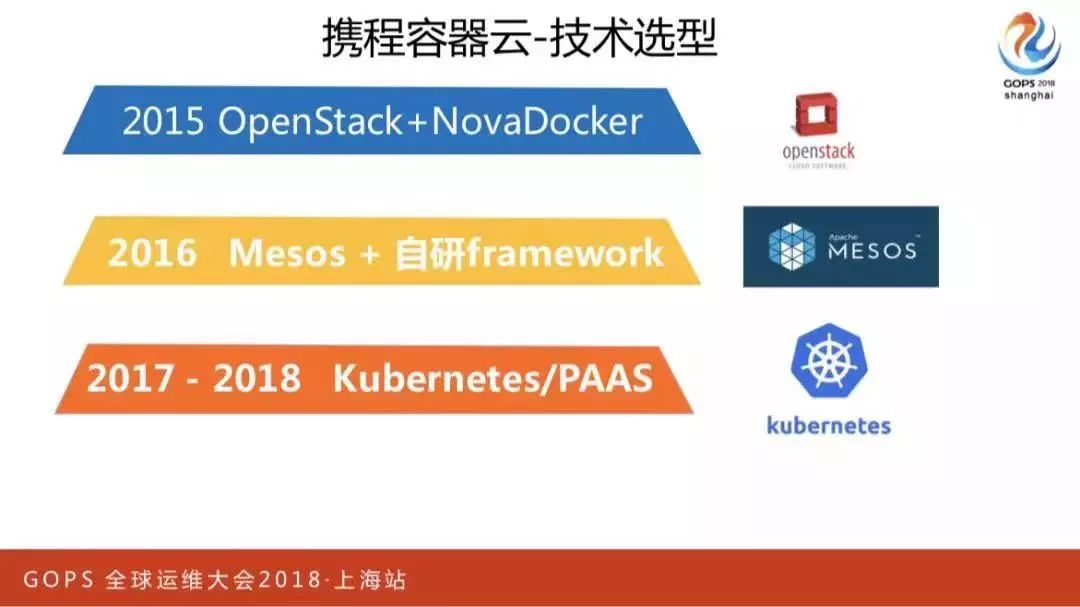 携程容器云-技术选型
GOPS 2018
shanghai
2015 OpenStack+NovaDocker
openstack
CLOUD SOFTWARE
2016 Mesos + 自研framework
Apache
MESOS™
2017 - 2018 Kubernetes/PAAS
kubernetes
GOPS 全球运维大会2018·上海站